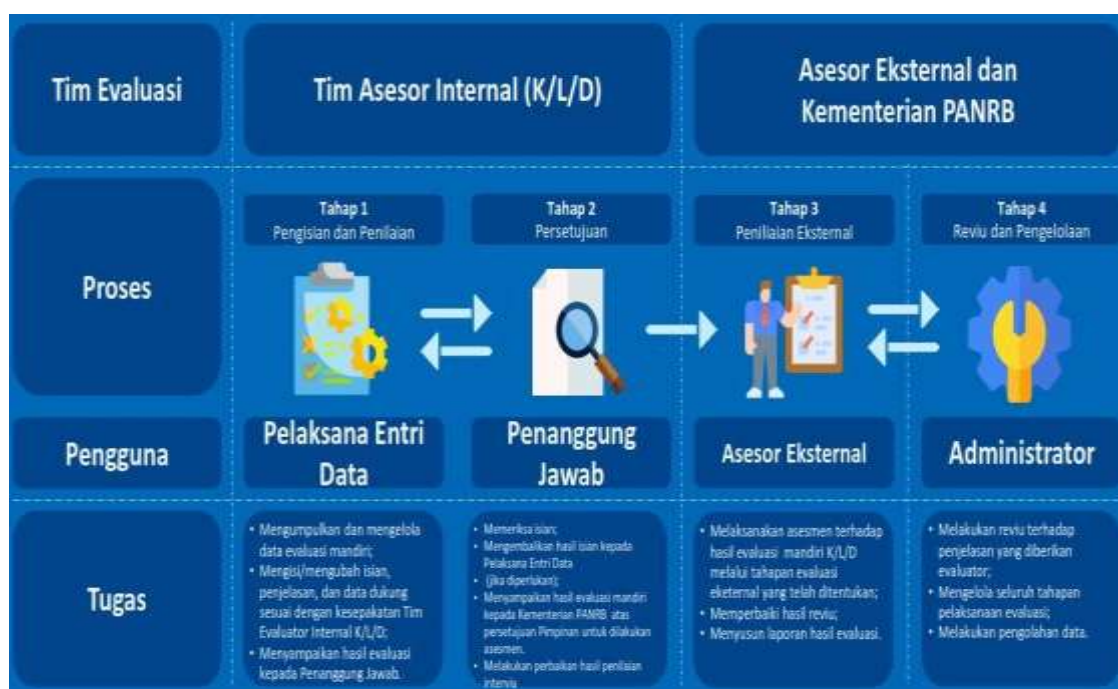 Tim Evaluasi
Tim Asesor Internal (K/L/D)
Asesor Eksternal dan
Kementerian PANRB
Proses
Tahap 1
Pengisian dan Penilaian
Tahap 2
Persetujuan
Tahap 3
Penilaian Eksternal
Tahap 4
Reviu dan Pengelolaan
Pengguna
Pelaksana Entri
Data
Penanggung
Jawab
Asesor Eksternal
Administrator
Tugas
• Mengumpulkan dan mengelola
data evaluasi mandiri;
• Mengisi/mengubah isian,
penjelasan, dan data dukung
sesuai dengan kesepakatan Tim
Evaluator Internal K/L/D;
• Menyampaikan hasil evaluasi
kepada Penanggung Jawab.
• Memeriksa isian;
• Mengembalikan hasil isian kepada
Pelaksana Entri Data
• (jika diperlukan);
• Menyampaikan hasil evaluasi mandiri
kepada Kementerian PANRB atas
persetujuan Pimpinan untuk dilakukan
asesmen.
• Melakukan perbaikan hasil penilaian
interviu
• Melaksanakan asesmen terhadap
hasil evaluasi mandiri K/L/D
melalui tahapan evaluasi
eketernal yang telah ditentukan;
• Memperbaiki hasil reviu;
• Menyusun laporan hasil evaluasi.
• Melakukan reviu terhadap
penjelasan yang diberikan
evaluator;
• Mengelola seluruh tahapan
pelaksanaan evaluasi;
• Melakukan pengolahan data.